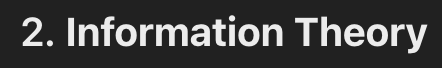 2. Information Theory